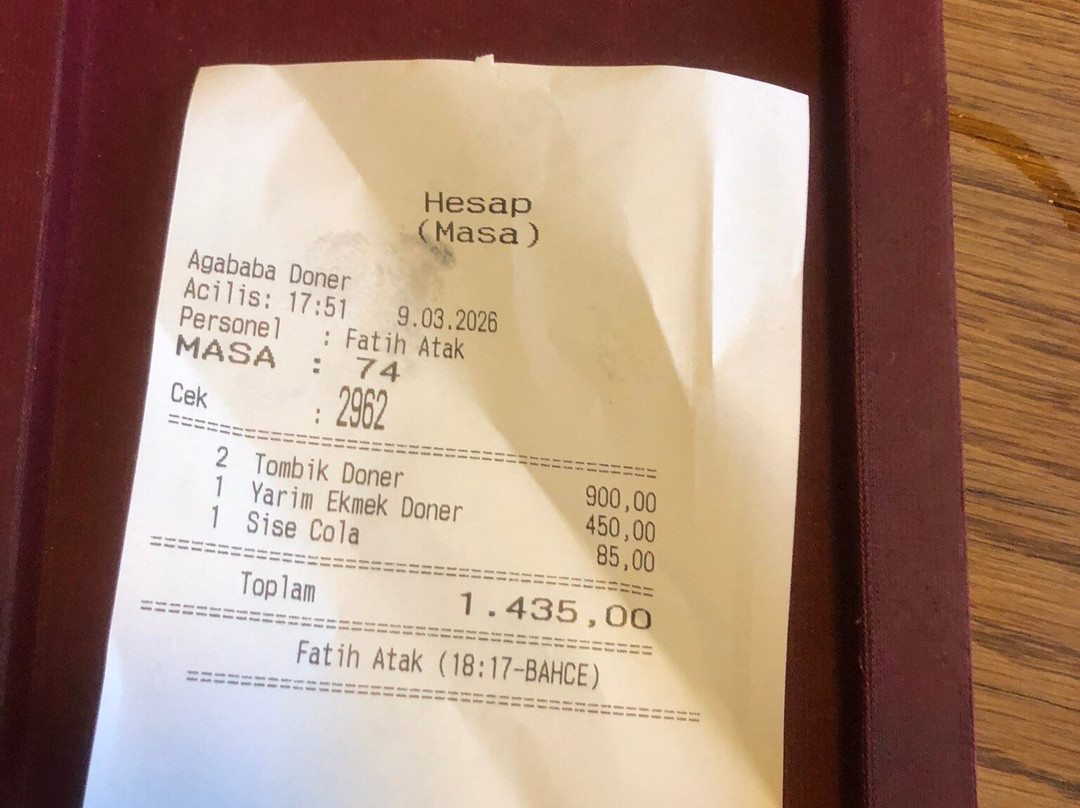 Hesap
(Masa)
Agababa Doner
Acilis: 17:51 9.03.2026
Personel : Fatih Atak
MASA : 74
Cek : 2962
2 Tombik Doner 900,00
1 Yarim Ekmek Doner 450,00
1 Sise Cola 85,00
Toplam 1.435,00
Fatih Atak (18:17-BAHCE)